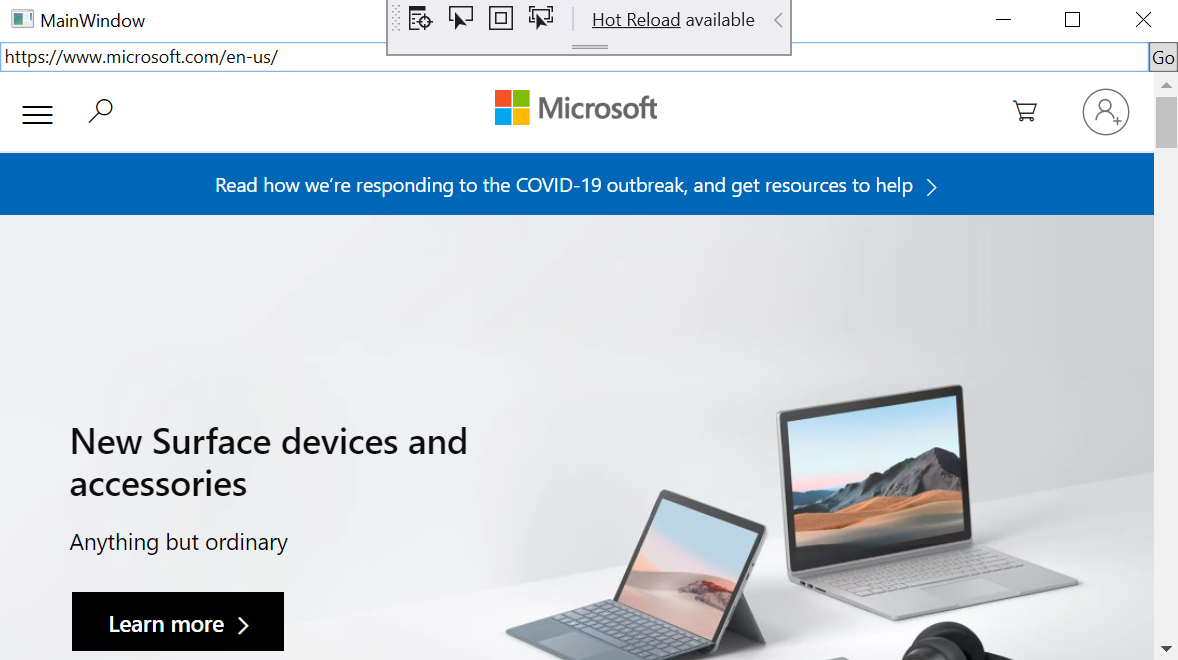 MainWindow
Hot Reload available
https://www.microsoft.com/en-us/
Go
Microsoft
Read how we’re responding to the COVID-19 outbreak, and get resources to help
New Surface devices and
accessories
Anything but ordinary
Learn more